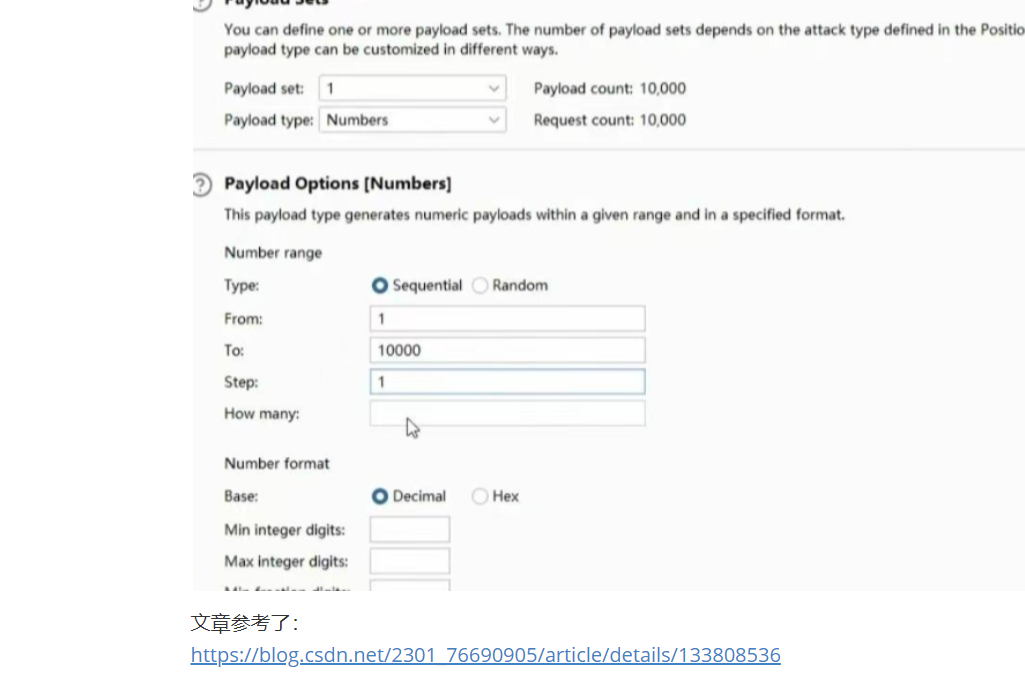 Payload Sets
You can define one or more payload sets. The number of payload sets depends on the attack type defined in the Positio
payload type can be customized in different ways.
Payload set: 1 Payload count: 10,000
Payload type: Numbers Request count: 10,000
? Payload Options [Numbers]
This payload type generates numeric payloads within a given range and in a specified format.
Number range
Type: Sequential Random
From: 1
To: 10000
Step: 1
How many:
Number format
Base: Decimal Hex
Min integer digits:
Max integer digits:
Min fraction digits:
文章参考了：
https://blog.csdn.net/2301_76690905/article/details/133808536